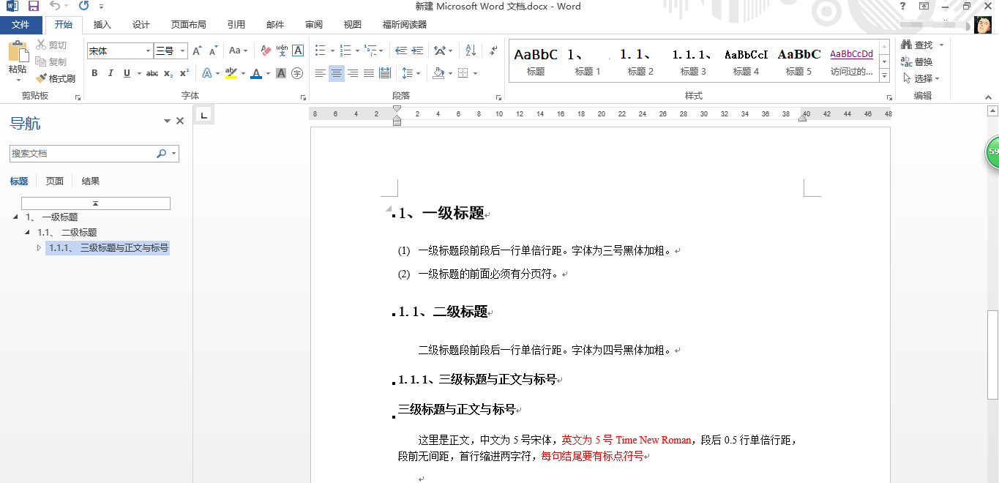 新建 Microsoft Word 文档.docx - Word
文件 开始 插入 设计 页面布局 引用 邮件 审阅 视图 福昕阅读器
粘贴 剪切 复制 格式刷
宋体 三号 Aa wén 文 A
B I U abc x₂ x² A ab A A 字
AaBbC 1、 1. 1、 1. 1. 1、 AaBbCcI AaBbC AaBbCcDd
标题 标题 1 标题 2 标题 3 标题 4 标题 5 访问过的...
查找
替换
选择
剪贴板 字体 段落 样式 编辑
导航
搜索文档
标题 页面 结果
1、 一级标题
1.1、 二级标题
1.1.1、 三级标题与正文与标号
8 6 4 2 2 4 6 8 10 12 14 16 18 20 22 24 26 28 30 32 34 36 38 40 42 44 46 48
1、一级标题
(1) 一级标题段前段后一行单倍行距。字体为三号黑体加粗。
(2) 一级标题的前面必须有分页符。
1. 1、二级标题
二级标题段前段后一行单倍行距。字体为四号黑体加粗。
1. 1. 1、三级标题与正文与标号
三级标题与正文与标号
这里是正文，中文为 5 号宋体，英文为 5 号 Time New Roman，段后 0.5 行单倍行距，
段前无间距，首行缩进两字符，每句结尾要有标点符号
59